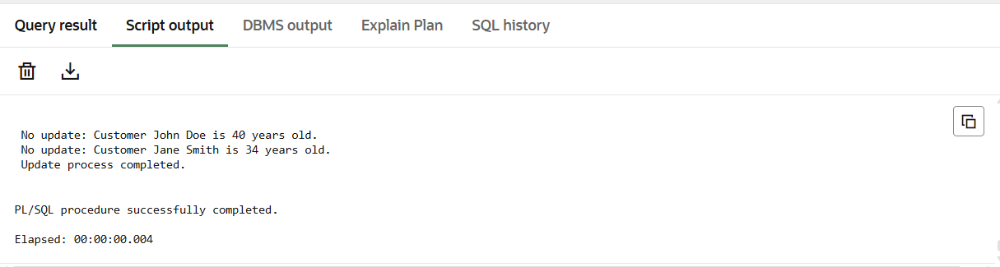 Query result Script output DBMS output Explain Plan SQL history
No update: Customer John Doe is 40 years old.
No update: Customer Jane Smith is 34 years old.
Update process completed.
PL/SQL procedure successfully completed.
Elapsed: 00:00:00.004